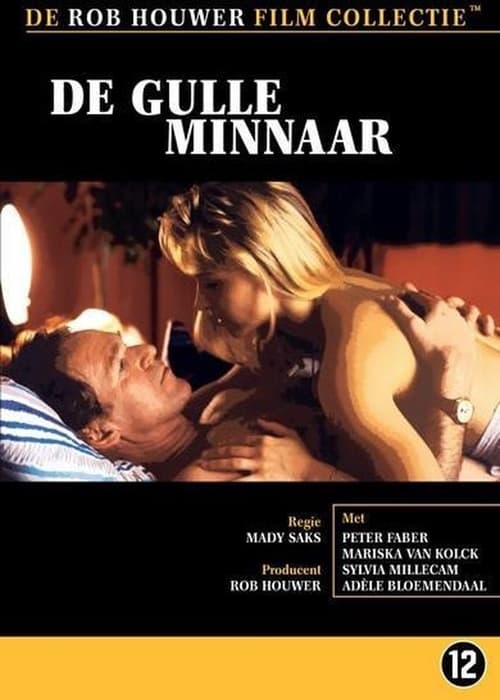 DE ROB HOUWER FILM COLLECTIE™
DE GULLE
MINNAAR
Regie
MADY SAKS
Producent
ROB HOUWER
Met
PETER FABER
MARISKA VAN KOLCK
SYLVIA MILLECAM
ADÈLE BLOEMENDAAL
12